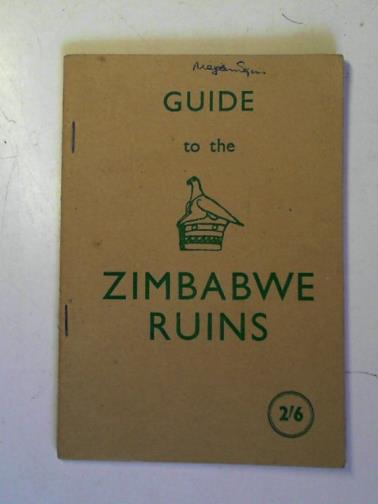 GUIDE
to the
ZIMBABWE
RUINS
2/6